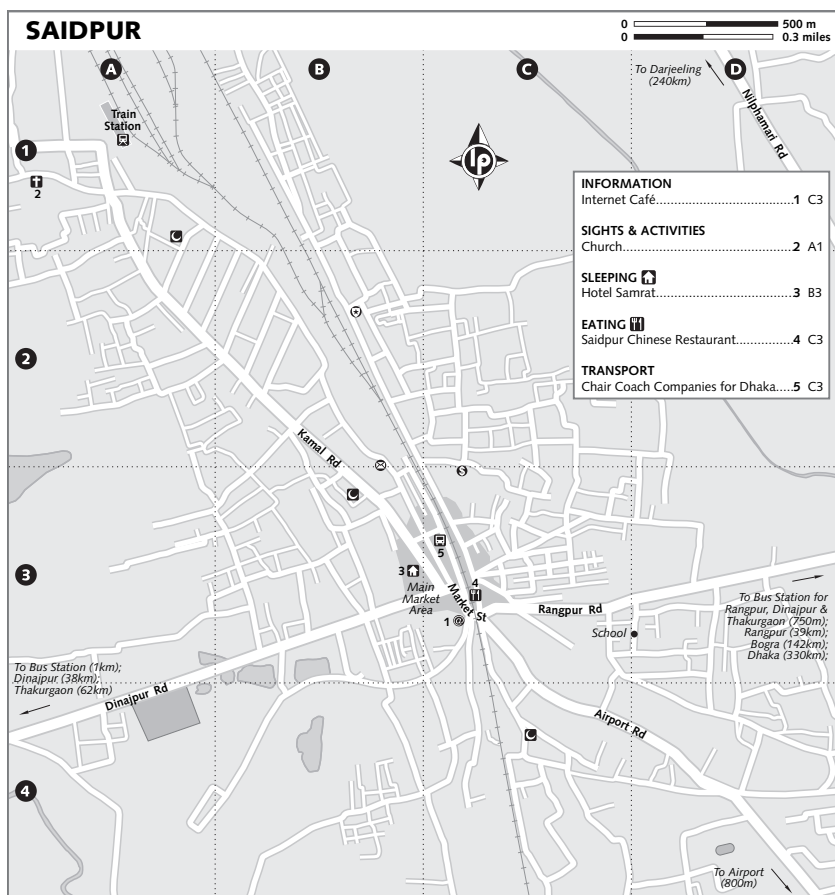 SAIDPUR
0 500 m
0 0.3 miles
A
B
C
D
To Darjeeling
(240km)
Nilphamari Rd
Train
Station
1
2
lp
INFORMATION
Internet Café..................................1 C3
SIGHTS & ACTIVITIES
Church..........................................2 A1
SLEEPING
Hotel Samrat..................................3 B3
EATING
Saidpur Chinese Restaurant..............4 C3
TRANSPORT
Chair Coach Companies for Dhaka.....5 C3
2
Kamal Rd
$
3
5
3
Main
Market
Area
4
Market St
1 @
Rangpur Rd
School
To Bus Station for
Rangpur, Dinajpur &
Thakurgaon (750m);
Rangpur (39km);
Bogra (142km);
Dhaka (330km);
To Bus Station (1km);
Dinajpur (38km);
Thakurgaon (62km)
Dinajpur Rd
Airport Rd
4
To Airport
(800m)